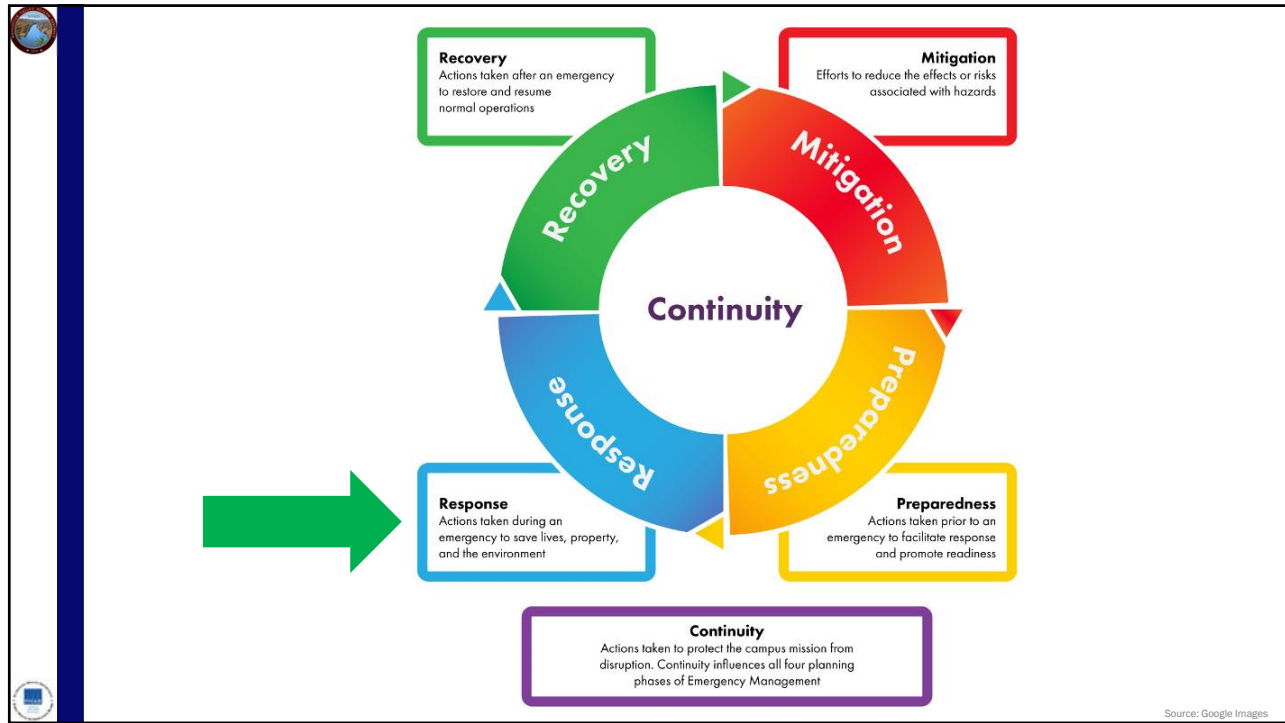 Recovery
Actions taken after an emergency
to restore and resume
normal operations
Mitigation
Efforts to reduce the effects or risks
associated with hazards
Recovery
Mitigation
Continuity
Response
Preparedness
Response
Actions taken during an
emergency to save lives, property,
and the environment
Preparedness
Actions taken prior to an
emergency to facilitate response
and promote readiness
Continuity
Actions taken to protect the campus mission from
disruption. Continuity influences all four planning
phases of Emergency Management
Source: Google Images